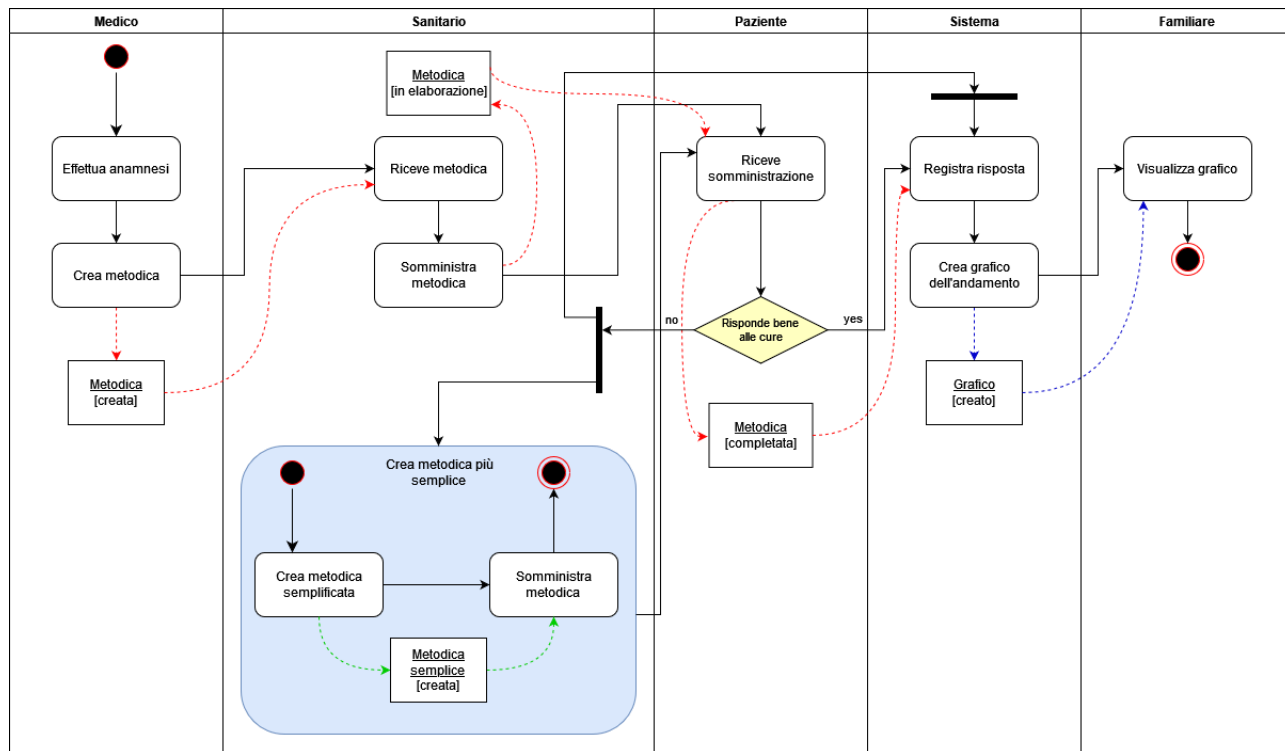 Medico
Sanitario
Paziente
Sistema
Familiare
Metodica
[in elaborazione]
Effettua anamnesi
Riceve metodica
Riceve
somministrazione
Registra risposta
Visualizza grafico
Crea metodica
Somministra
metodica
Crea grafico
dell'andamento
no
Risponde bene
alle cure
yes
Metodica
[creata]
Grafico
[creato]
Metodica
[completata]
Crea metodica più
semplice
Crea metodica
semplificata
Somministra
metodica
Metodica
semplice
[creata]